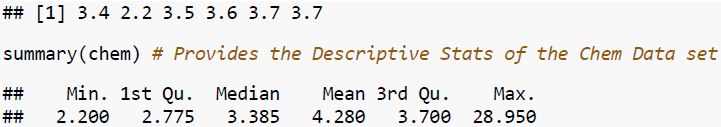 ## [1] 3.4 2.2 3.5 3.6 3.7 3.7
summary(chem) # Provides the Descriptive Stats of the Chem Data set
##    Min. 1st Qu.  Median    Mean 3rd Qu.    Max.
##   2.200   2.775   3.385   4.280   3.700  28.950